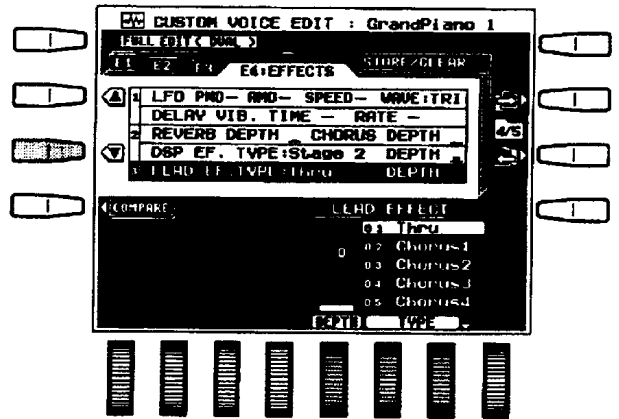 CUSTOM VOICE EDIT : GrandPiano 1
FULL EDIT< DUAL >
E1 E2 E3 E4:EFFECTS STORE/CLEAR
1 LFO PMD— AMD— SPEED— WAVE:TRI
DELAY VIB. TIME — RATE —
2 REVERB DEPTH _ CHORUS DEPTH _
DSP EF. TYPE:Stage 2 DEPTH _
3 LEAD EF.TYPE:Thru DEPTH
4/5
COMPARE
LEAD EFFECT
01 Thru
0 02 Chorus1
03 Chorus2
04 Chorus3
05 Chorus4
DEPTH TYPE